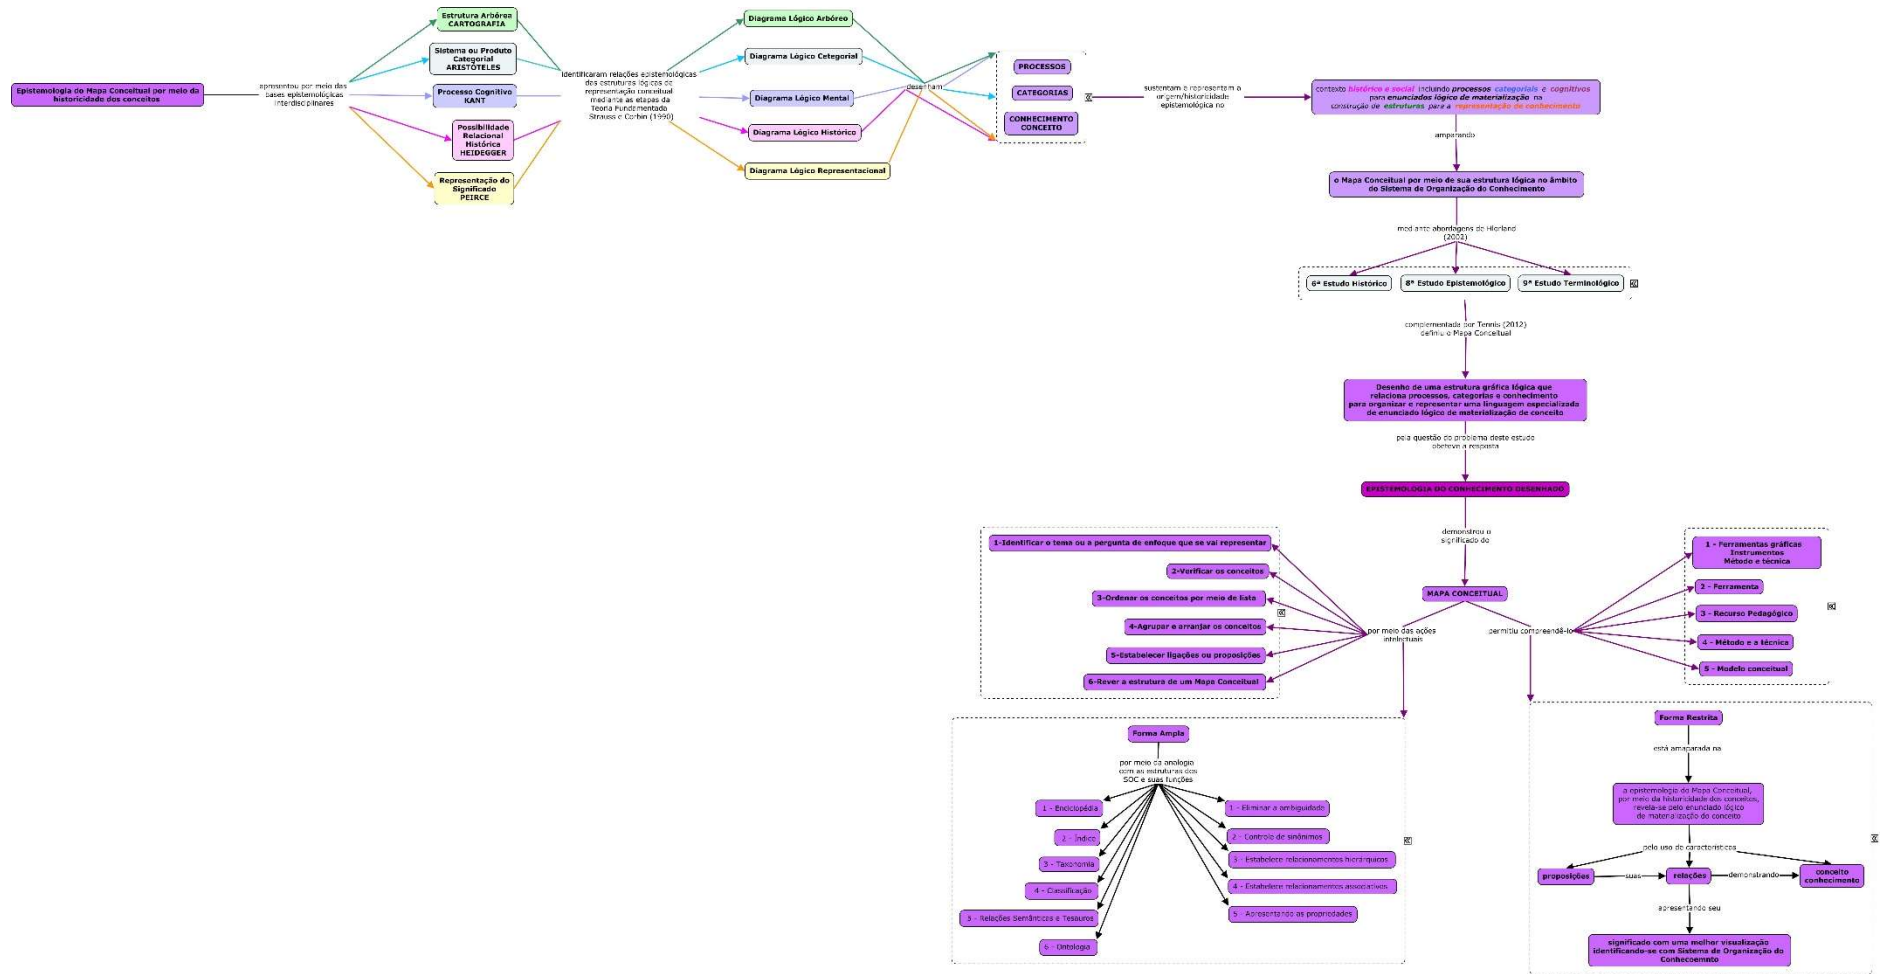 Epistemologia do Mapa Conceitual por meio da
historicidade dos conceitos
apresentou por meio das
bases epistemológicas
interdisciplinares
Estrutura Arbórea
CARTOGRAFIA
Sistema ou Produto
Categorial
ARISTÓTELES
Processo Cognitivo
KANT
Possibilidade
Relacional
Histórica
HEIDEGGER
Representação do
Significado
PEIRCE
identificaram relações epistemológicas
das estruturas lógicas da
representação conceitual
mediante as etapas da
Teoria Fundamentada
Strauss e Corbin (1990)
Diagrama Lógico Arbóreo
Diagrama Lógico Categorial
Diagrama Lógico Mental
Diagrama Lógico Histórico
Diagrama Lógico Representacional
desenham
PROCESSOS
CATEGORIAS
CONHECIMENTO
CONCEITO
sustentam e representam a
origem/historicidade
epistemológica no
contexto histórico e social incluindo processos categoriais e cognitivos
para enunciados lógico de materialização na
construção de estruturas para a representação do conhecimento
amparando
o Mapa Conceitual por meio de sua estrutura lógica no âmbito
do Sistema de Organização do Conhecimento
mediante abordagens de Hjorland
(2002)
6ª Estudo Histórico
8ª Estudo Epistemológico
9ª Estudo Terminológico
complementada por Tennis (2012)
definiu o Mapa Conceitual
Desenho de uma estrutura gráfica lógica que
relaciona processos, categorias e conhecimento
para organizar e representar uma linguagem especializada
de enunciado lógico de materialização de conceito
pela questão do problema deste estudo
obeteve a resposta
EPISTEMOLOGIA DO CONHECIMENTO DESENHADO
demonstrou o
significado de
MAPA CONCEITUAL
por meio das ações
intelectuais
permitiu compreendê-lo
1-Identificar o tema ou a pergunta de enfoque que se vai representar
2-Verificar os conceitos
3-Ordenar os conceitos por meio de lista
4-Agrupar e arranjar os conceitos
5-Estabelecer ligações ou proposições
6-Rever a estrutura de um Mapa Conceitual
1 - Ferramentas gráficas
Instrumentos
Método e técnica
2 - Ferramenta
3 - Recurso Pedagógico
4 - Método e a técnica
5 - Modelo conceitual
Forma Ampla
por meio da analogia
com as estruturas dos
SOC e suas funções
1 - Enciclopédia
2 - Índice
3 - Taxonomia
4 - Classificação
5 - Relações Semânticas e Tesauros
6 - Ontologia
1 - Eliminar a ambiguidade
2 - Controle de sinônimos
3 - Estabelece relacionamentos hierárquicos
4 - Estabelece relacionamentos associativos
5 - Apresentando as propriedades
Forma Restrita
está amaparada na
a epistemologia do Mapa Conceitual,
por meio da historicidade dos conceitos,
revela-se pelo enunciado lógico
de materialização do conceito
pelo uso de características
proposições
suas
relações
demonstrando
conceito
conhecimento
apresentando seu
significado com uma melhor visualização
identificando-se com Sistema de Organização do
Conhecoemnto